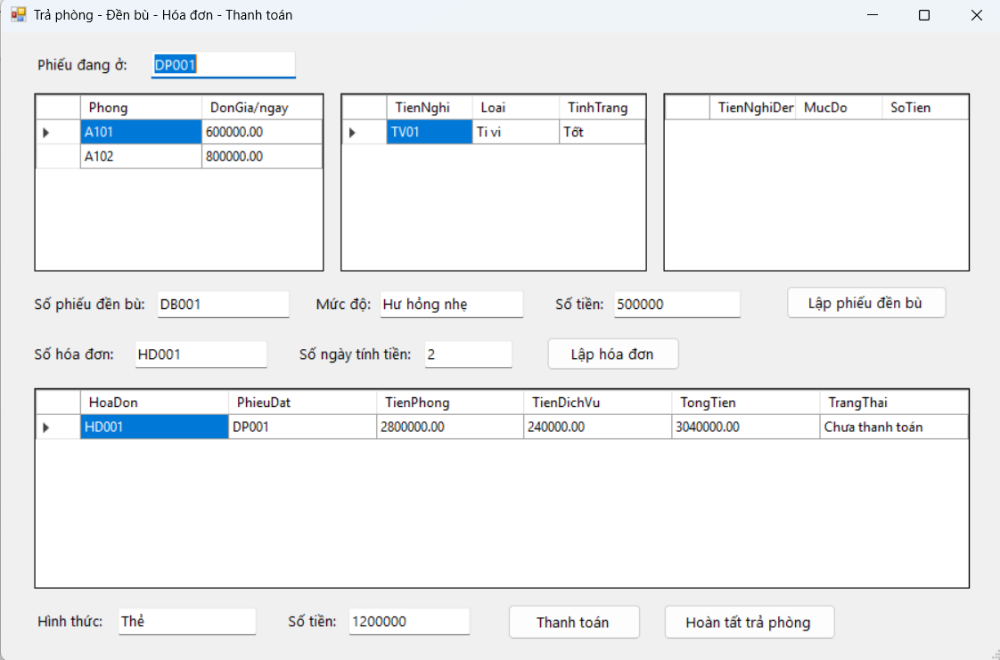 Trả phòng - Đền bù - Hóa đơn - Thanh toán
Phiếu đang ở: DP001
Phong DonGia/ngay
A101 600000.00
A102 800000.00
TienNghi Loai TinhTrang
TV01 Ti vi Tốt
TienNghiDer MucDo SoTien
Số phiếu đền bù: DB001 Mức độ: Hư hỏng nhẹ Số tiền: 500000 Lập phiếu đền bù
Số hóa đơn: HD001 Số ngày tính tiền: 2 Lập hóa đơn
HoaDon PhieuDat TienPhong TienDichVu TongTien TrangThai
HD001 DP001 2800000.00 240000.00 3040000.00 Chưa thanh toán
Hình thức: Thẻ Số tiền: 1200000 Thanh toán Hoàn tất trả phòng